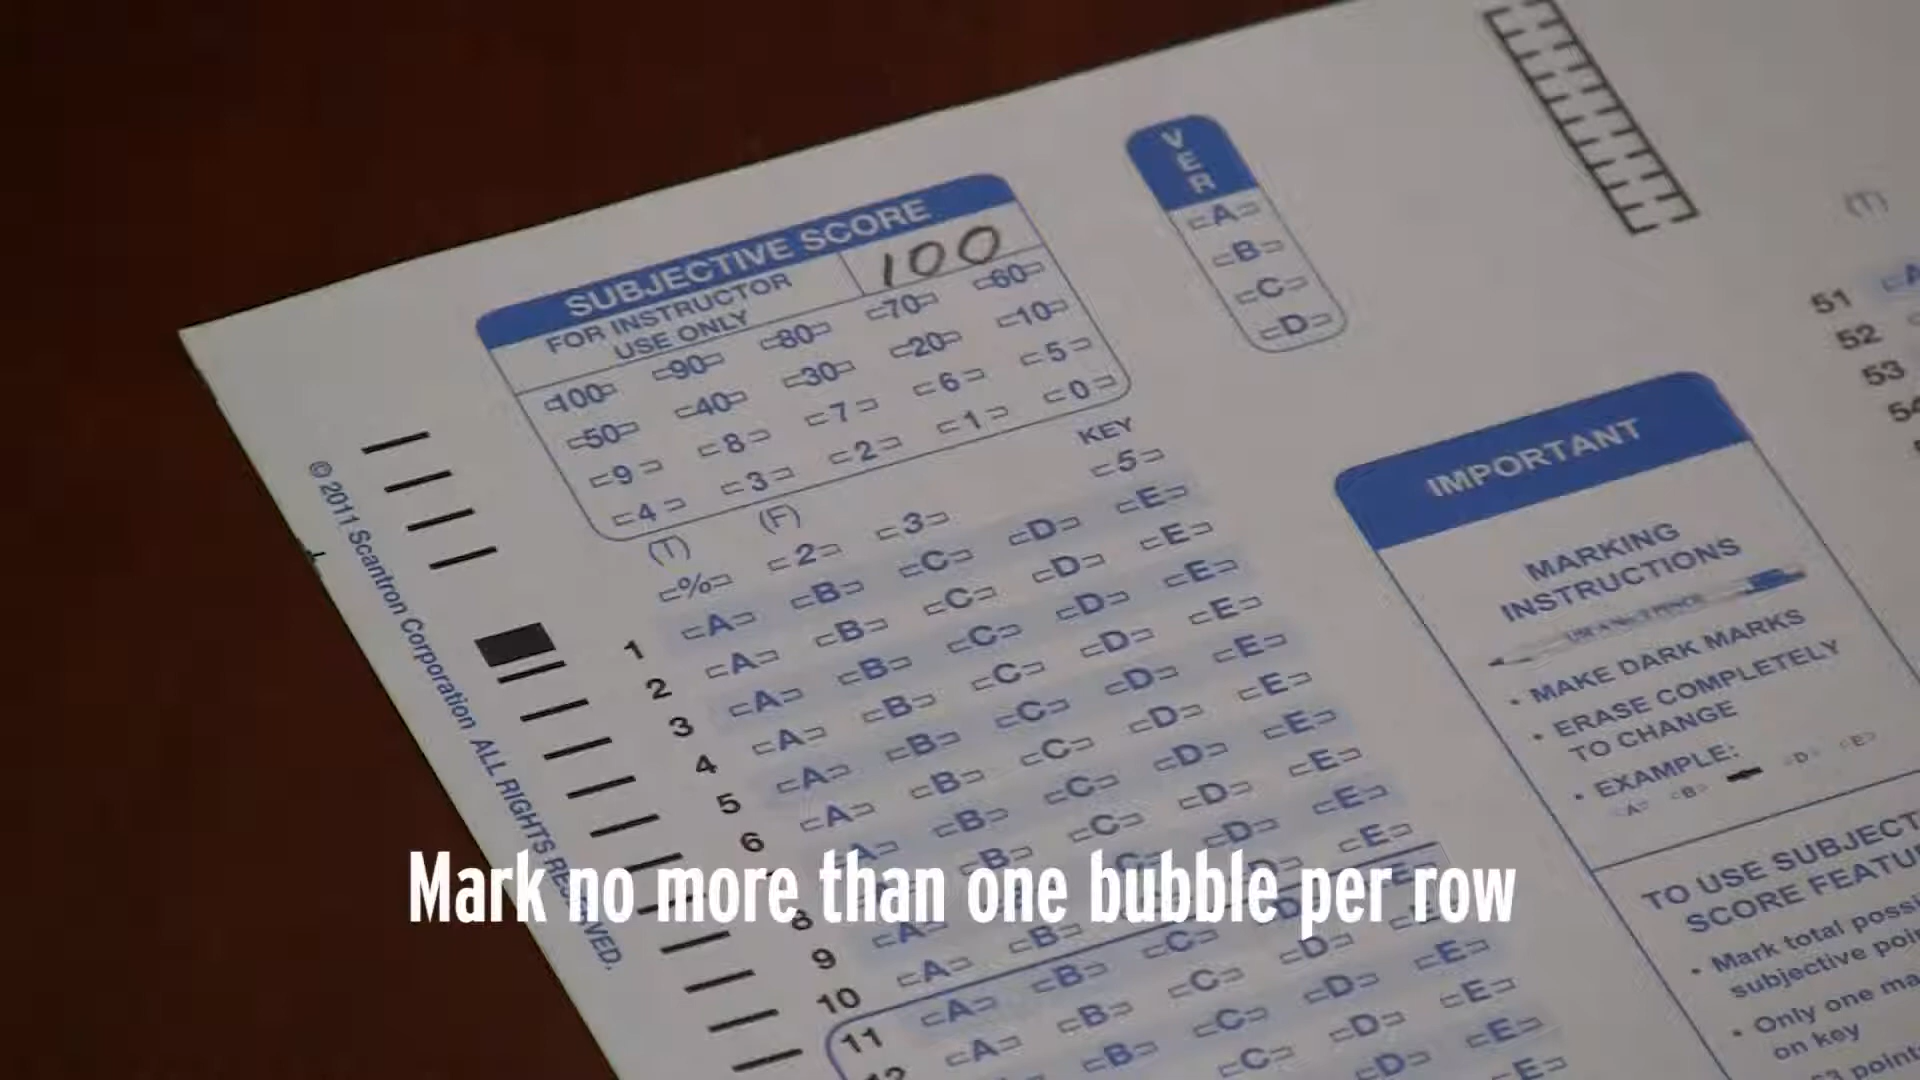 SUBJECTIVE SCORE
FOR INSTRUCTOR
USE ONLY
100
100 90 80 70 60
50 40 30 20 10
9 8 7 6 5
4 3 2 1 0
VER
A
B
C
D
KEY
(T) (F)
% 2 3 5
1 A B C D E
2 A B C D E
3 A B C D E
4 A B C D E
5 A B C D E
6 A B C D E
A B C D E
8 B C D E
9 A D E
10 A B C D E
11 A B C D E
A B C D E
B C D E
C D E
D E
E
© 2011 Scantron Corporation ALL RIGHTS RESERVED.
(T)
51 A
52
53
IMPORTANT
MARKING
INSTRUCTIONS
• MAKE DARK MARKS
• ERASE COMPLETELY
TO CHANGE
• EXAMPLE:
A B D E
TO USE SUBJECT
SCORE FEATU
• Mark total possi
subjective poin
• Only one ma
on key
63 point
Mark no more than one bubble per row